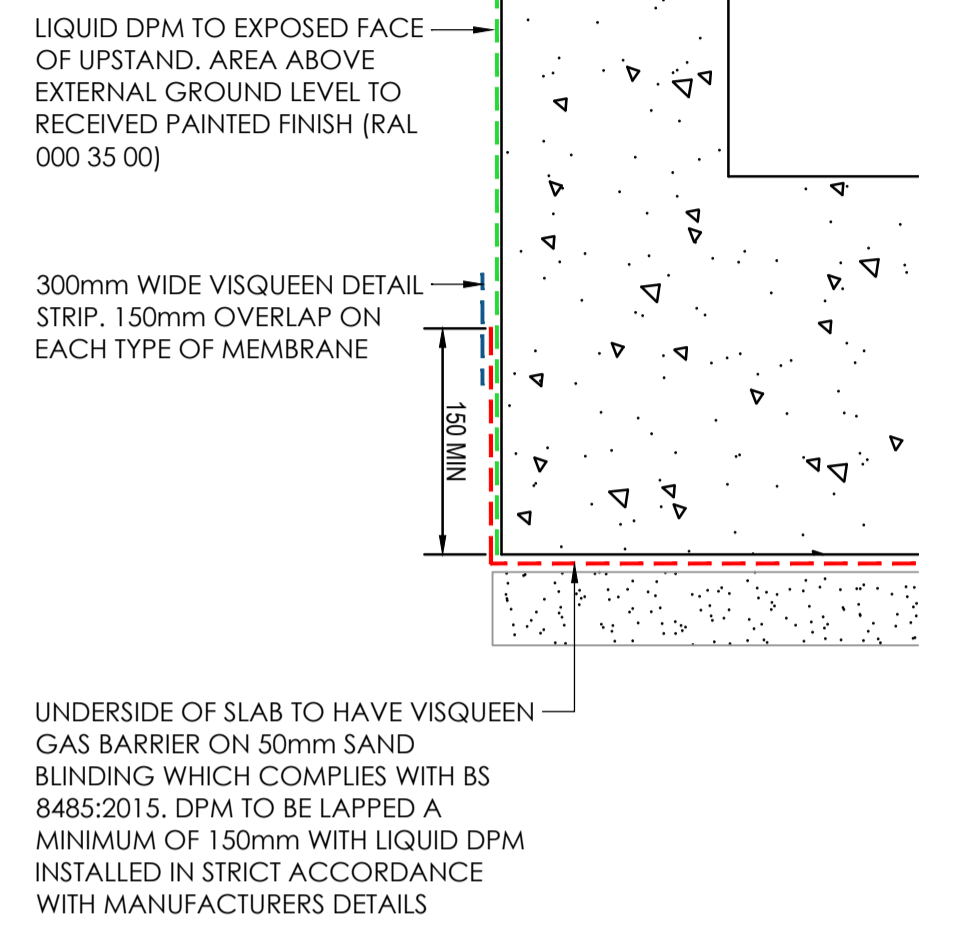 LIQUID DPM TO EXPOSED FACE
OF UPSTAND. AREA ABOVE
EXTERNAL GROUND LEVEL TO
RECEIVED PAINTED FINISH (RAL
000 35 00)
300mm WIDE VISQUEEN DETAIL
STRIP. 150mm OVERLAP ON
EACH TYPE OF MEMBRANE
150 MIN
UNDERSIDE OF SLAB TO HAVE VISQUEEN
GAS BARRIER ON 50mm SAND
BLINDING WHICH COMPLIES WITH BS
8485:2015. DPM TO BE LAPPED A
MINIMUM OF 150mm WITH LIQUID DPM
INSTALLED IN STRICT ACCORDANCE
WITH MANUFACTURERS DETAILS